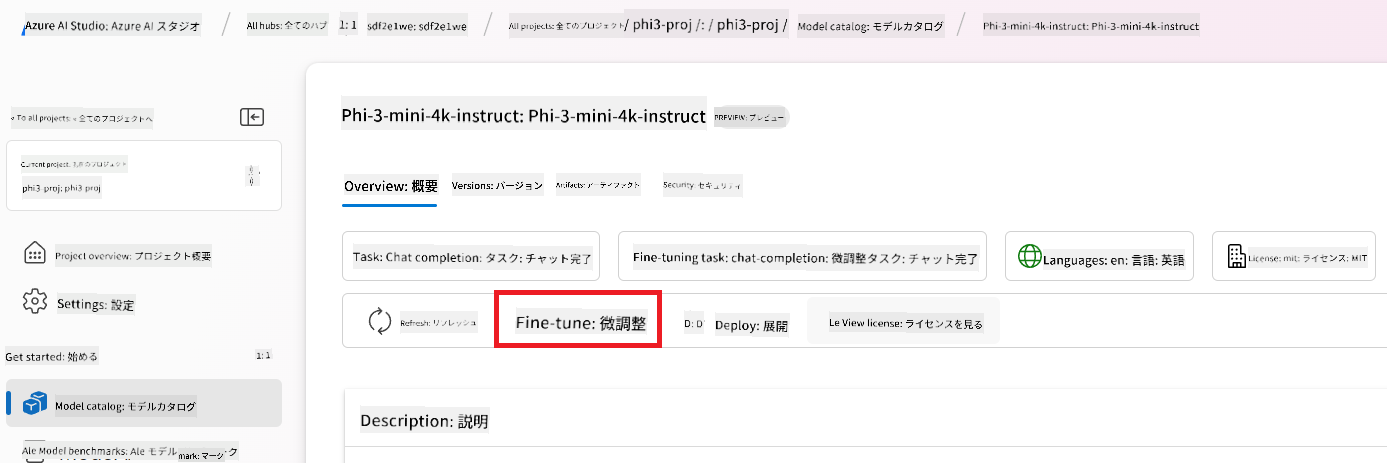 Azure AI Studio: Azure AI スタジオ / All hubs: 全てのハブ 1: 1 sdf2e1we: sdf2e1we / All projects: 全てのプロジェクト / phi3-proj /: / phi3-proj / Model catalog: モデルカタログ / Phi-3-mini-4k-instruct: Phi-3-mini-4k-instruct
« To all projects: « 全てのプロジェクトへ
Current project: のプロジェクト
phi3-proj: phi3 proj
Project overview: プロジェクト概要
Settings: 設定
Get started: 始める 1: 1
Model catalog: モデルカタログ
Ale Model benchmarks: Ale モデル
mark: マーク
Phi-3-mini-4k-instruct: Phi-3-mini-4k-instruct PREVIEW: プレビュー
Overview: 概要 Versions: バージョン Artifacts: アーティファクト Security: セキュリティ
Task: Chat completion: タスク: チャット完了 Fine-tuning task: chat-completion: 微調整タスク: チャット完了 Languages: en: 言語: 英語 License: mit: ライセンス: MIT
Refresh: リフレッシュ Fine-tune: 微調整 D: D Deploy: 展開 Le View license: ライセンスを見る
Description: 説明